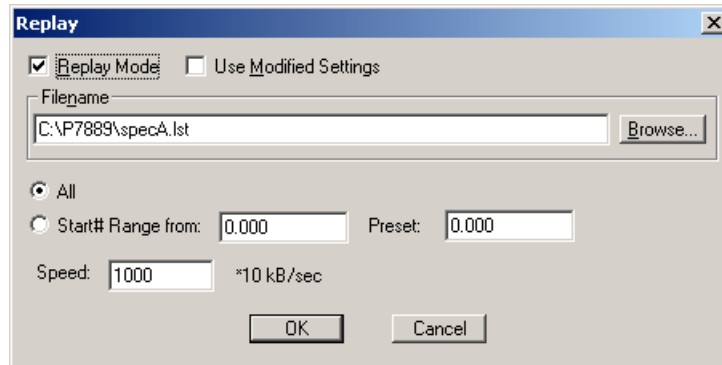 Replay
Replay Mode Use Modified Settings
Filename
C:\P7889\specA.lst Browse...
All
Start# Range from: 0.000 Preset: 0.000
Speed: 1000 *10 kB/sec
OK Cancel